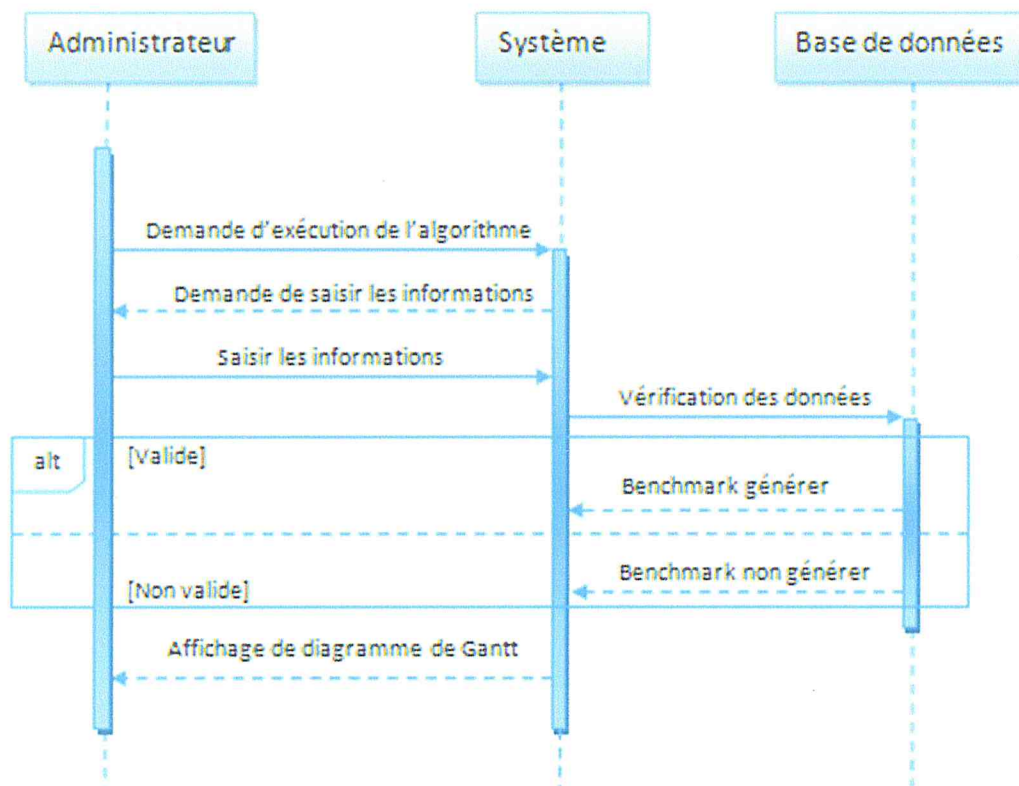 Administrateur
Système
Base de données
Demande d'exécution de l'algorithme
Demande de saisir les informations
Saisir les informations
Vérification des données
alt
[Valide]
Benchmark générer
Benchmark non générer
[Non valide]
Affichage de diagramme de Gantt